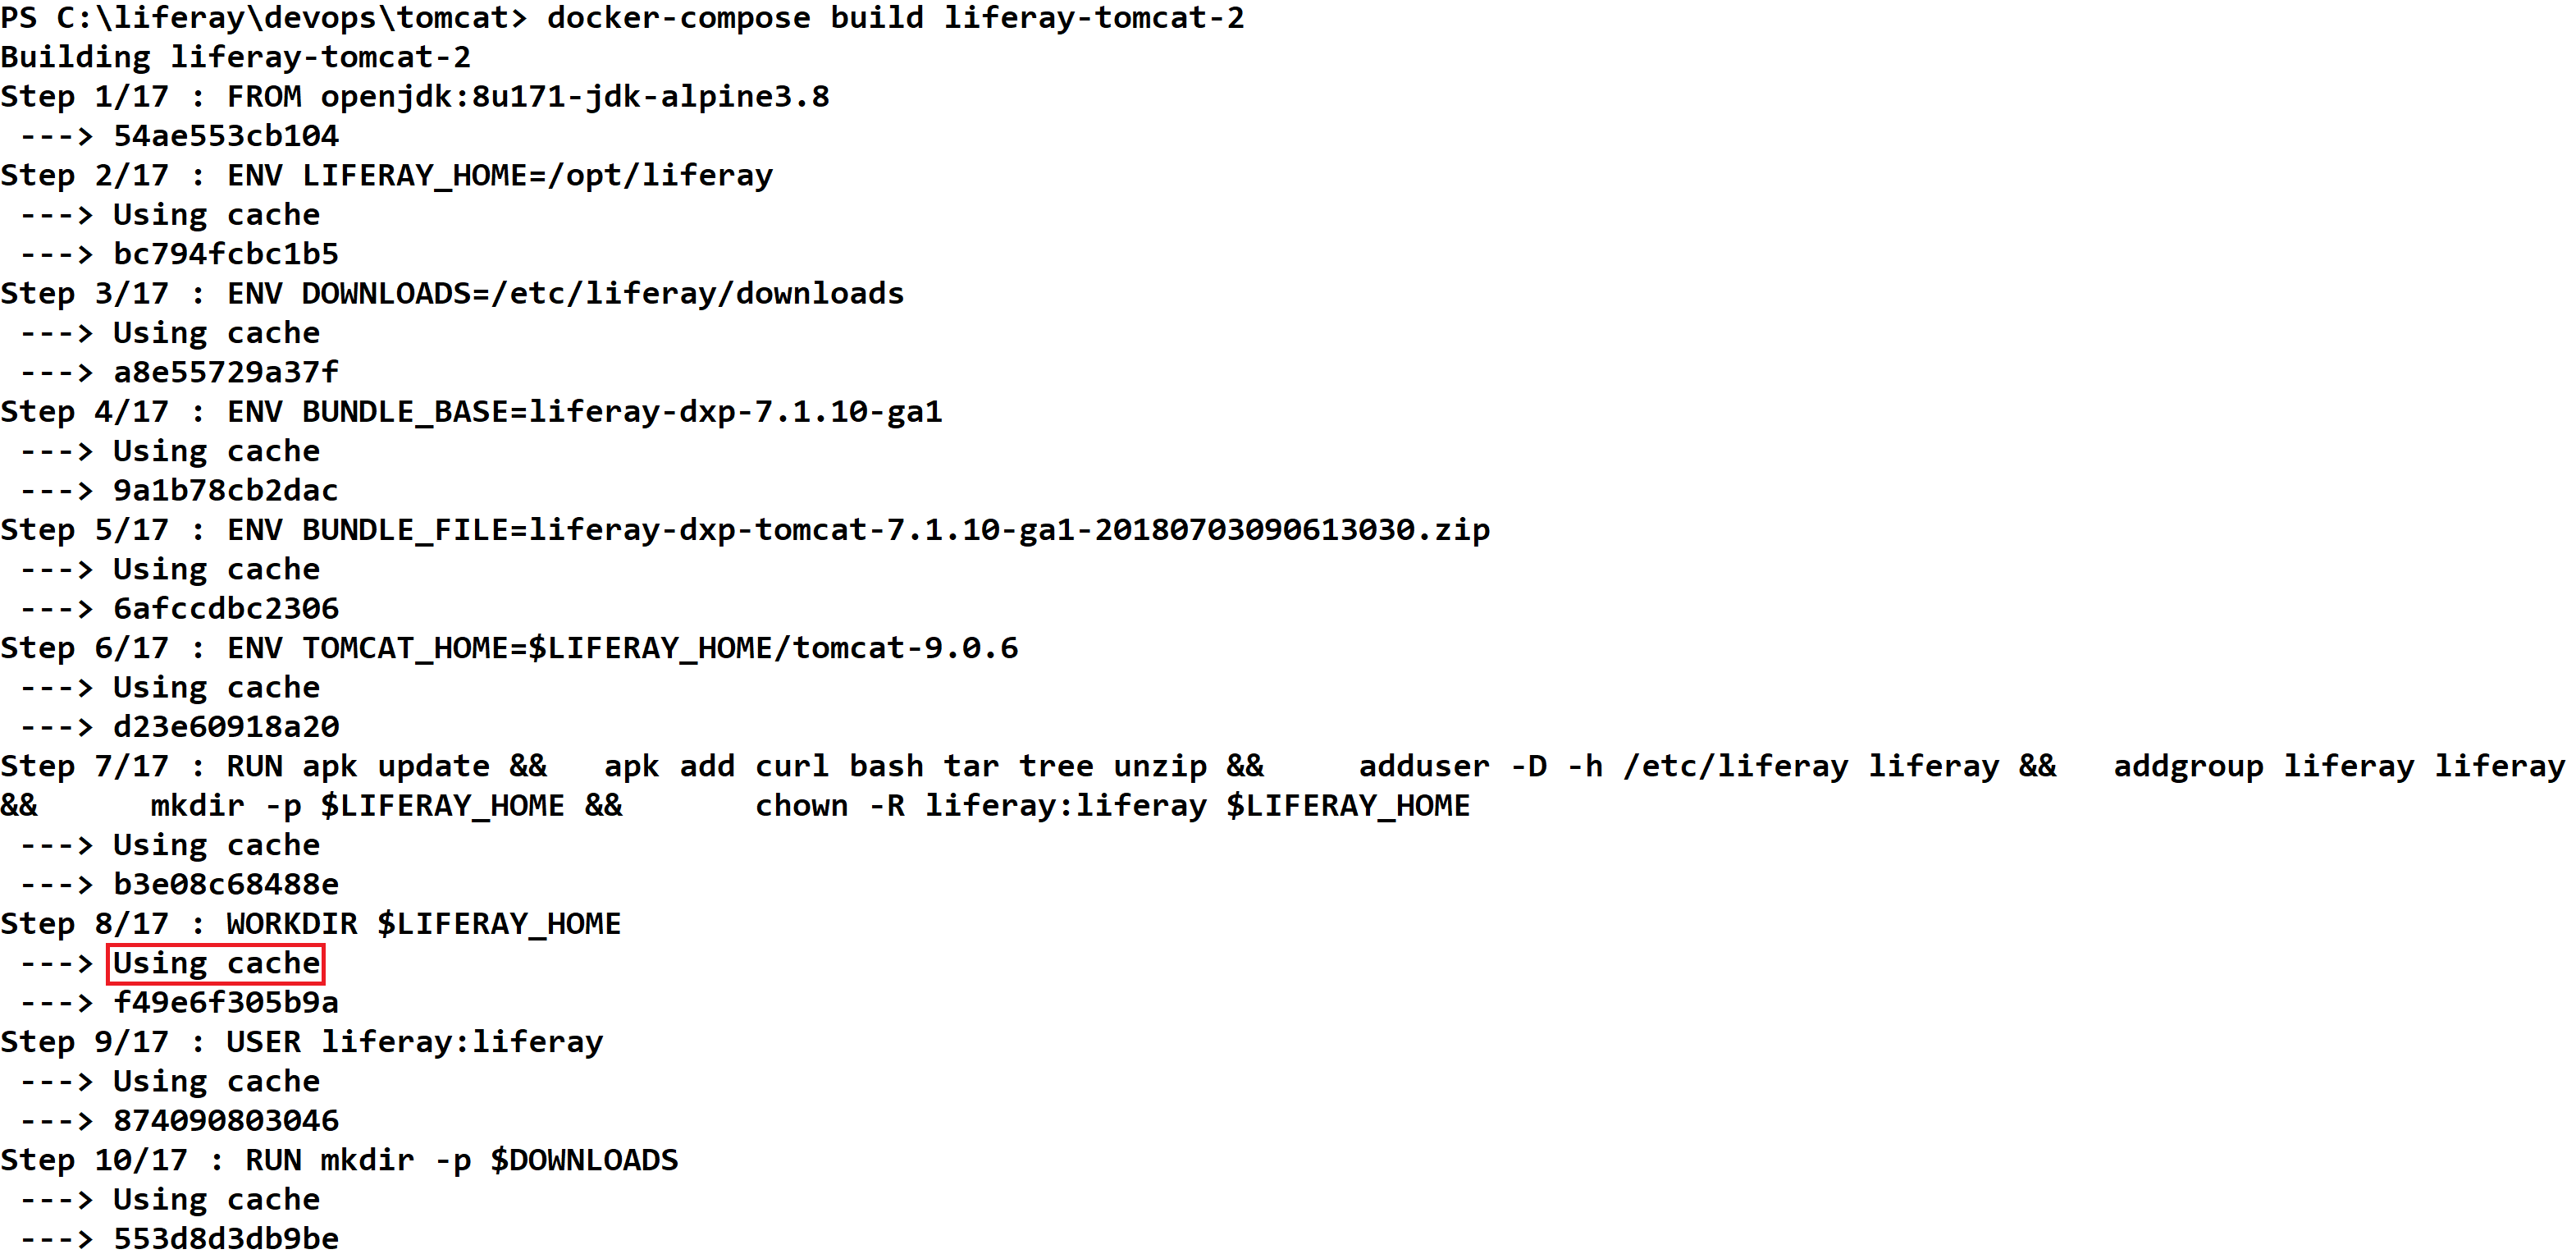 PS C:\liferay\devops\tomcat> docker-compose build liferay-tomcat-2
Building liferay-tomcat-2
Step 1/17 : FROM openjdk:8u171-jdk-alpine3.8
 ---> 54ae553cb104
Step 2/17 : ENV LIFERAY_HOME=/opt/liferay
 ---> Using cache
 ---> bc794fcbc1b5
Step 3/17 : ENV DOWNLOADS=/etc/liferay/downloads
 ---> Using cache
 ---> a8e55729a37f
Step 4/17 : ENV BUNDLE_BASE=liferay-dxp-7.1.10-ga1
 ---> Using cache
 ---> 9a1b78cb2dac
Step 5/17 : ENV BUNDLE_FILE=liferay-dxp-tomcat-7.1.10-ga1-20180703090613030.zip
 ---> Using cache
 ---> 6afccdbc2306
Step 6/17 : ENV TOMCAT_HOME=$LIFERAY_HOME/tomcat-9.0.6
 ---> Using cache
 ---> d23e60918a20
Step 7/17 : RUN apk update &&   apk add curl bash tar tree unzip &&     adduser -D -h /etc/liferay liferay &&   addgroup liferay liferay
&&      mkdir -p $LIFERAY_HOME &&       chown -R liferay:liferay $LIFERAY_HOME
 ---> Using cache
 ---> b3e08c68488e
Step 8/17 : WORKDIR $LIFERAY_HOME
 ---> Using cache
 ---> f49e6f305b9a
Step 9/17 : USER liferay:liferay
 ---> Using cache
 ---> 874090803046
Step 10/17 : RUN mkdir -p $DOWNLOADS
 ---> Using cache
 ---> 553d8d3db9be